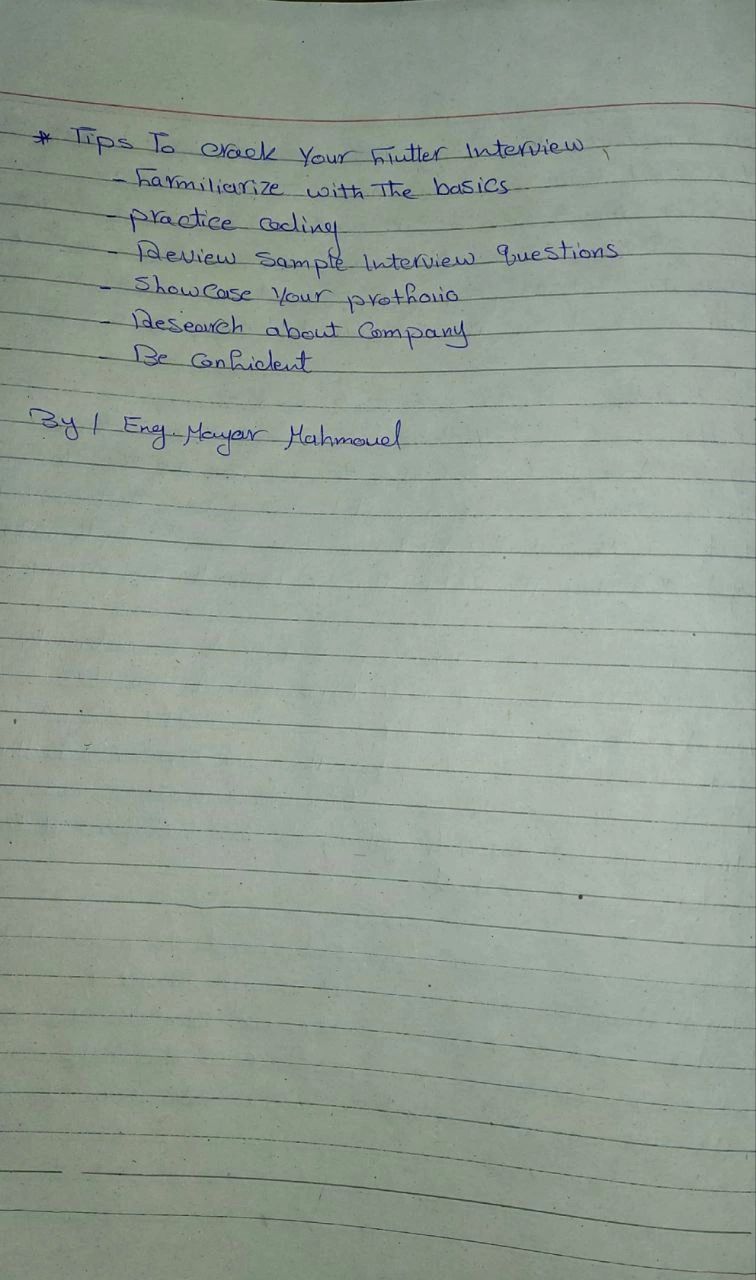 * Tips To crack Your Flutter Interview,
- Farmiliarize with The basics
- practice coding
- Review Sample Interview questions
- Showcase Your protfolio
- Research about Company
- Be Confident
By / Eng. Mayar Mahmoud